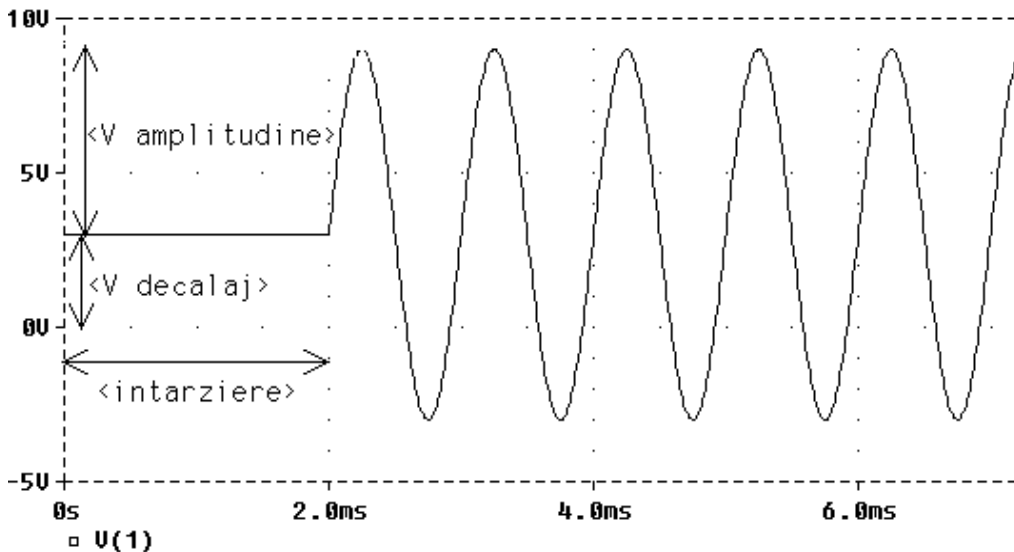 10V
<V amplitudine>
5V
<V decalaj>
0V
<intarziere>
-5V
0s 2.0ms 4.0ms 6.0ms
V(1)